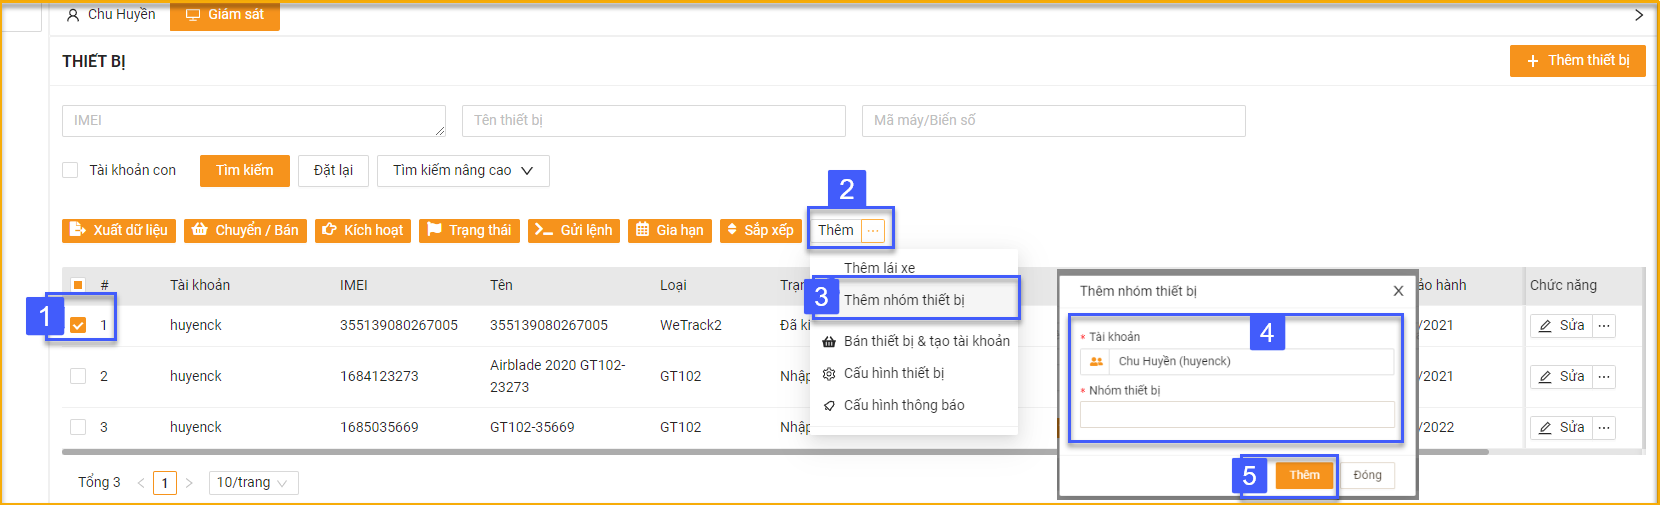 Chu Huyền
Giám sát
THIẾT BỊ
+ Thêm thiết bị
IMEI
Tên thiết bị
Mã máy/Biển số
Tài khoản con
Tìm kiếm
Đặt lại
Tìm kiếm nâng cao
2
Xuất dữ liệu
Chuyển / Bán
Kích hoạt
Trạng thái
Gửi lệnh
Gia hạn
Sắp xếp
Thêm ...
Thêm lái xe
3 Thêm nhóm thiết bị
Bán thiết bị & tạo tài khoản
Cấu hình thiết bị
Cấu hình thông báo
# Tài khoản IMEI Tên Loại Chức năng
1
1 huyenck 355139080267005 355139080267005 WeTrack2 /2021 Sửa ...
2 huyenck 1684123273 Airblade 2020 GT102-
23273 GT102 Nhập /2021 Sửa ...
3 huyenck 1685035669 GT102-35669 GT102 Nhập /2022 Sửa ...
Thêm nhóm thiết bị X
4
* Tài khoản
Chu Huyền (huyenck)
* Nhóm thiết bị
5 Thêm Đóng
Tổng 3 < 1 > 10/trang